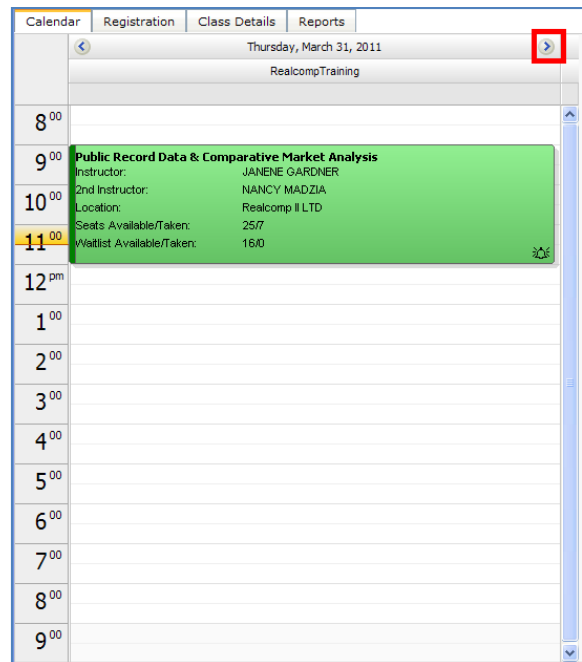 Calendar Registration Class Details Reports
Thursday, March 31, 2011
RealcompTraining
8 00
9 00
Public Record Data & Comparative Market Analysis
Instructor: JANENE GARDNER
2nd Instructor: NANCY MADZIA
10 00
Location: Realcomp II LTD
Seats Available/Taken: 25/7
11 00
Waitlist Available/Taken: 16/0
12 pm
1 00
2 00
3 00
4 00
5 00
6 00
7 00
8 00
9 00